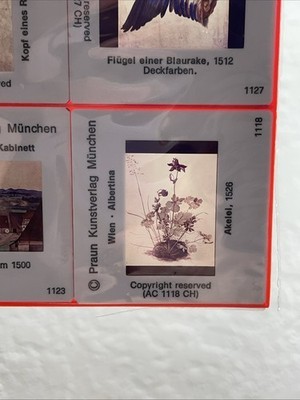 reserved
7 CH)
Kopf eines R
ved
Flügel einer Blaurake, 1512
Deckfarben.
1127
g München
Kabinett
m 1500
1123
© Praun Kunstverlag München
Wien · Albertina
Akelei, 1526
1118
Copyright reserved
(AC 1118 CH)